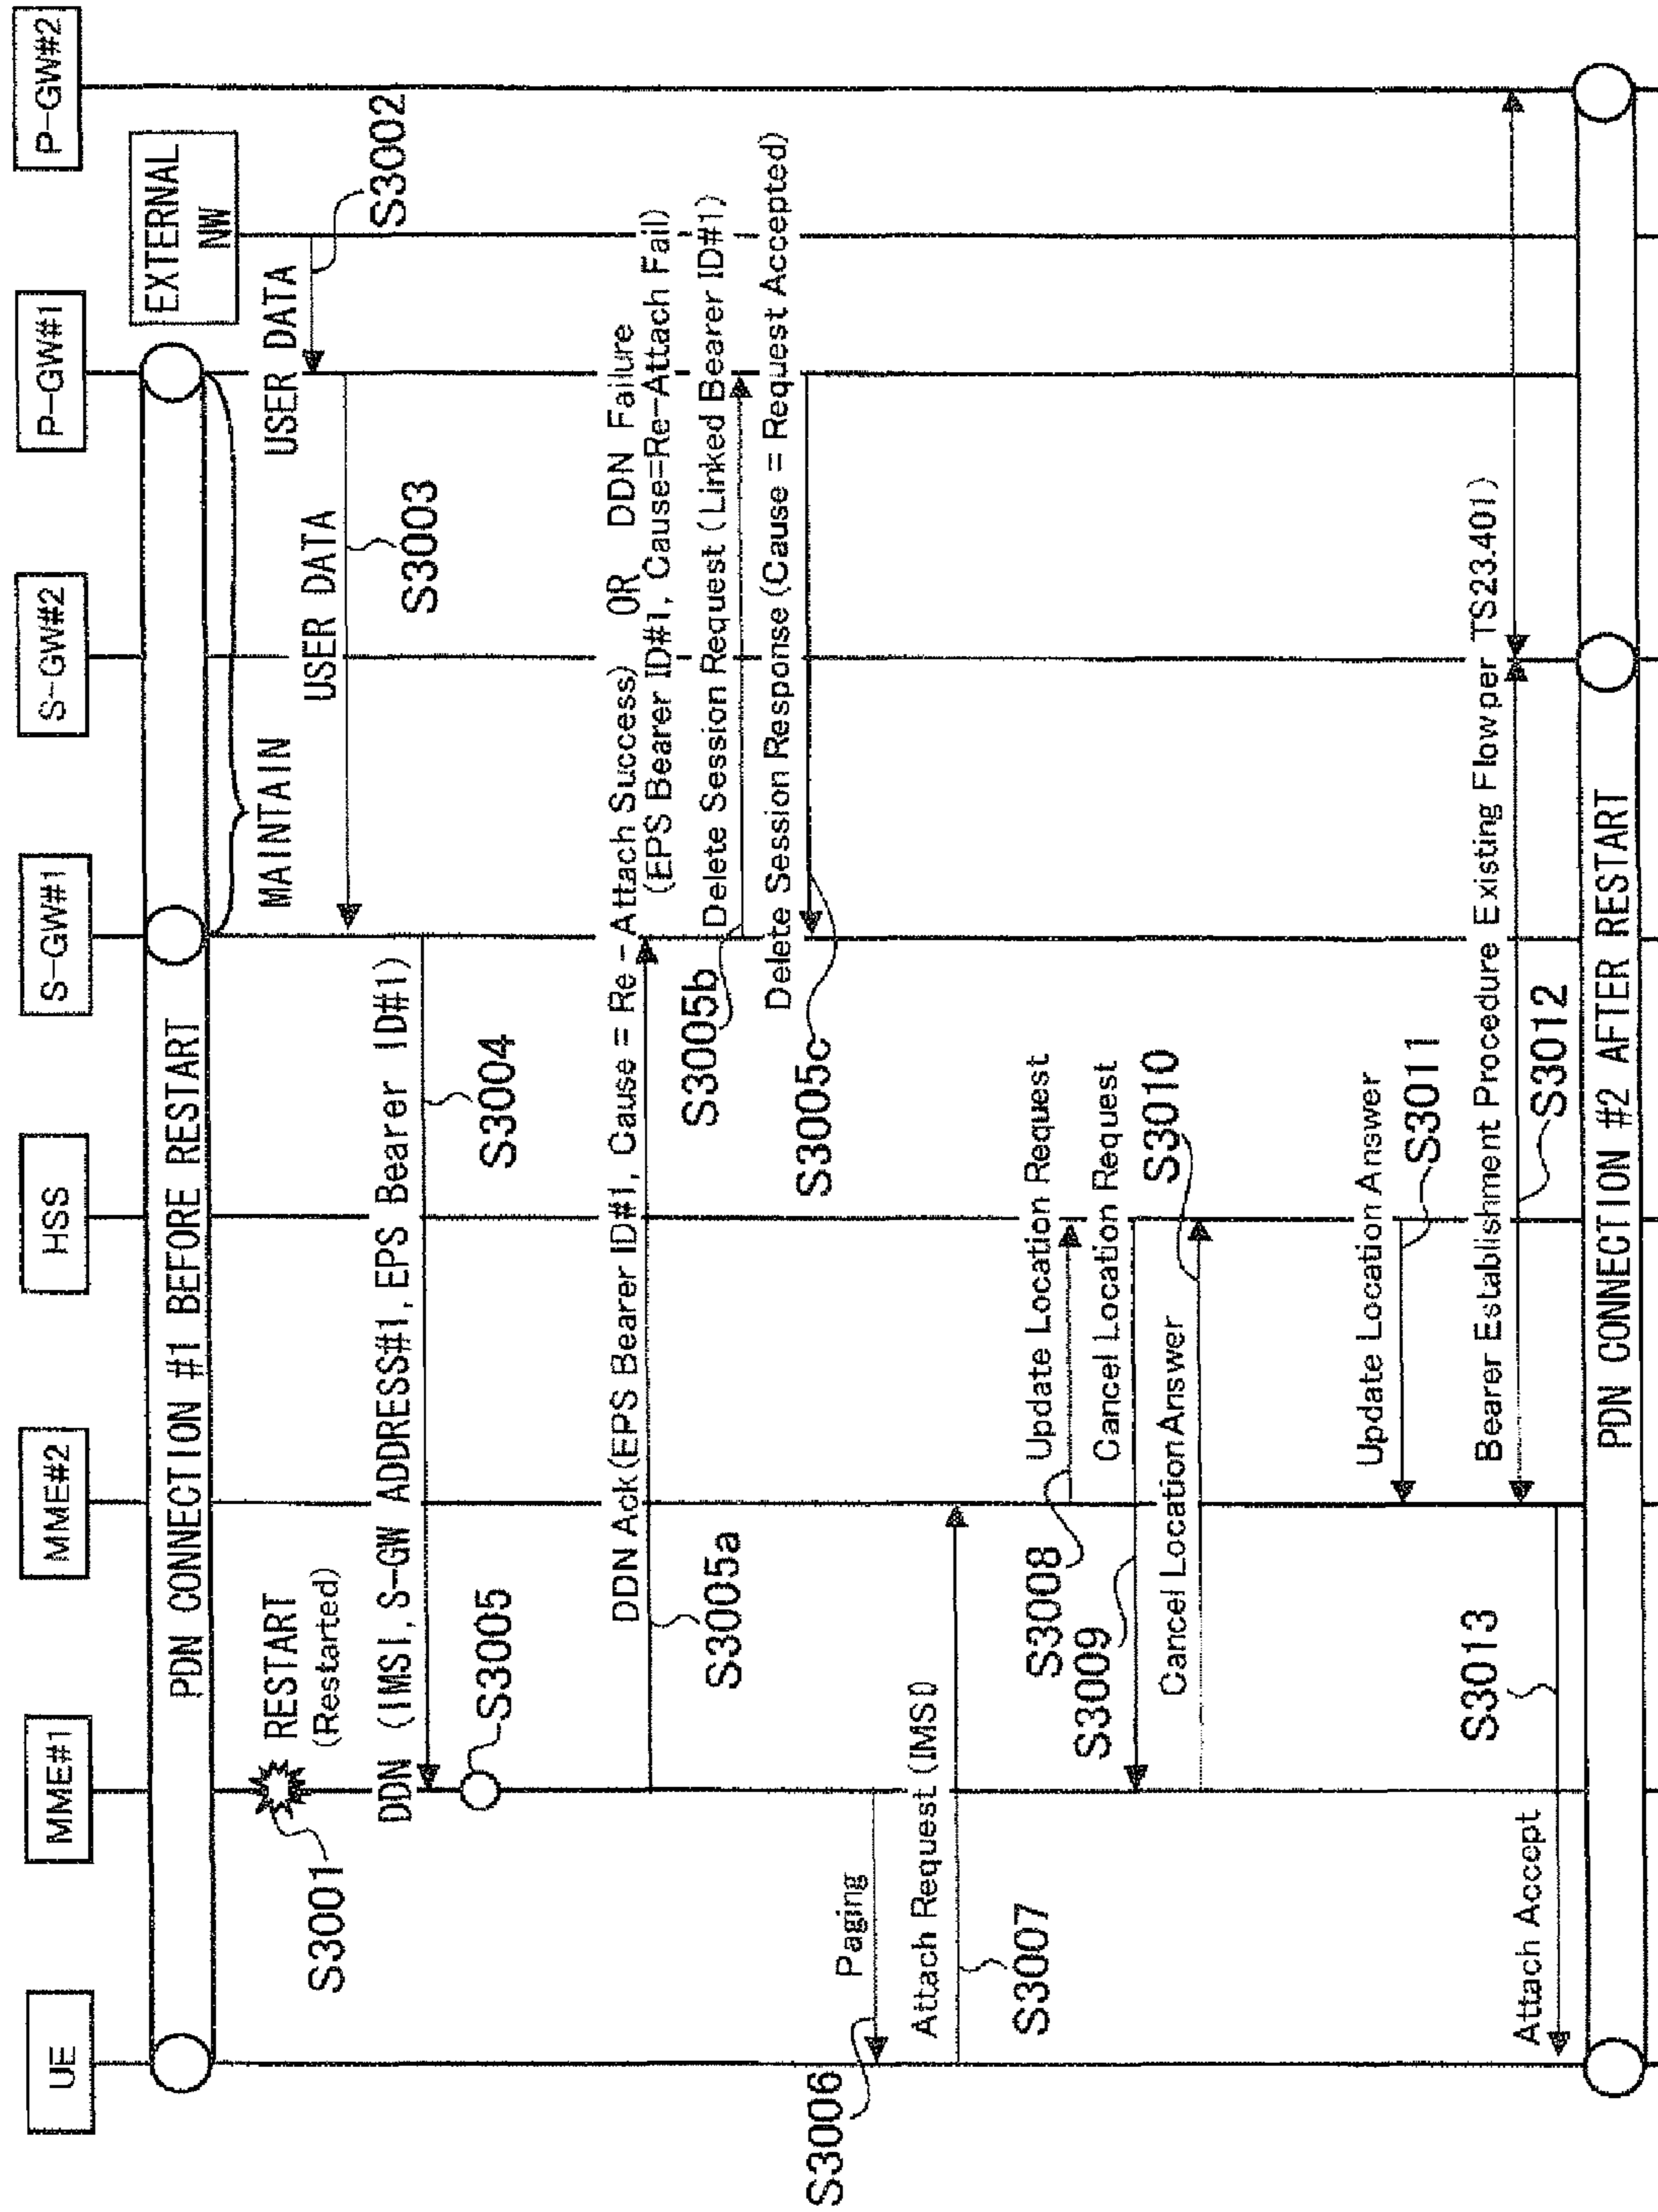 UE
MME#1
MME#2
HSS
S-GW#1
S-GW#2
P-GW#1
P-GW#2
EXTERNAL
NW
PDN CONNECTION #1 BEFORE RESTART
MAINTAIN
S3001
RESTART
(Restarted)
USER DATA
S3002
USER DATA
S3003
DDN (IMSI, S-GW ADDRESS#1, EPS Bearer ID#1)
S3004
S3005
DDN Ack(EPS Bearer ID#1, Cause = Re - Attach Success) OR DDN Failure
(EPS Bearer ID#1, Cause=Re-Attach Fail)
S3005a
Delete Session Request (Linked Bearer ID#1)
S3005b
Delete Session Response (Cause = Request Accepted)
S3005c
Paging
S3006
Attach Request (IMSI)
S3007
Update Location Request
S3008
Cancel Location Request
S3009
Cancel Location Answer
S3010
Update Location Answer
S3011
Bearer Establishment Procedure Existing Flow per TS23.401)
S3012
Attach Accept
S3013
PDN CONNECTION #2 AFTER RESTART